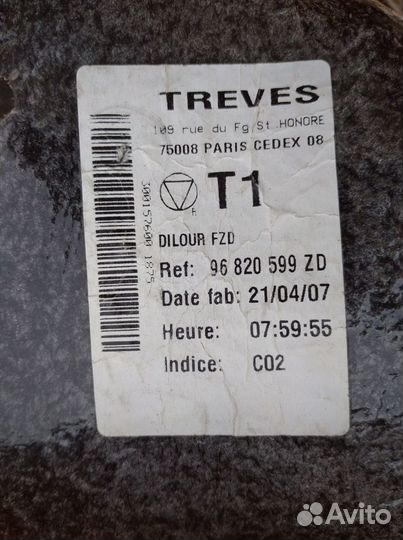 TREVES
109 rue du Fg St.HONORE
75008 PARIS CEDEX 08
T1
R
DILOUR FZD
Ref: 96 820 599 ZD
Date fab: 21/04/07
Heure: 07:59:55
Indice: C02
300157600 1875
Avito